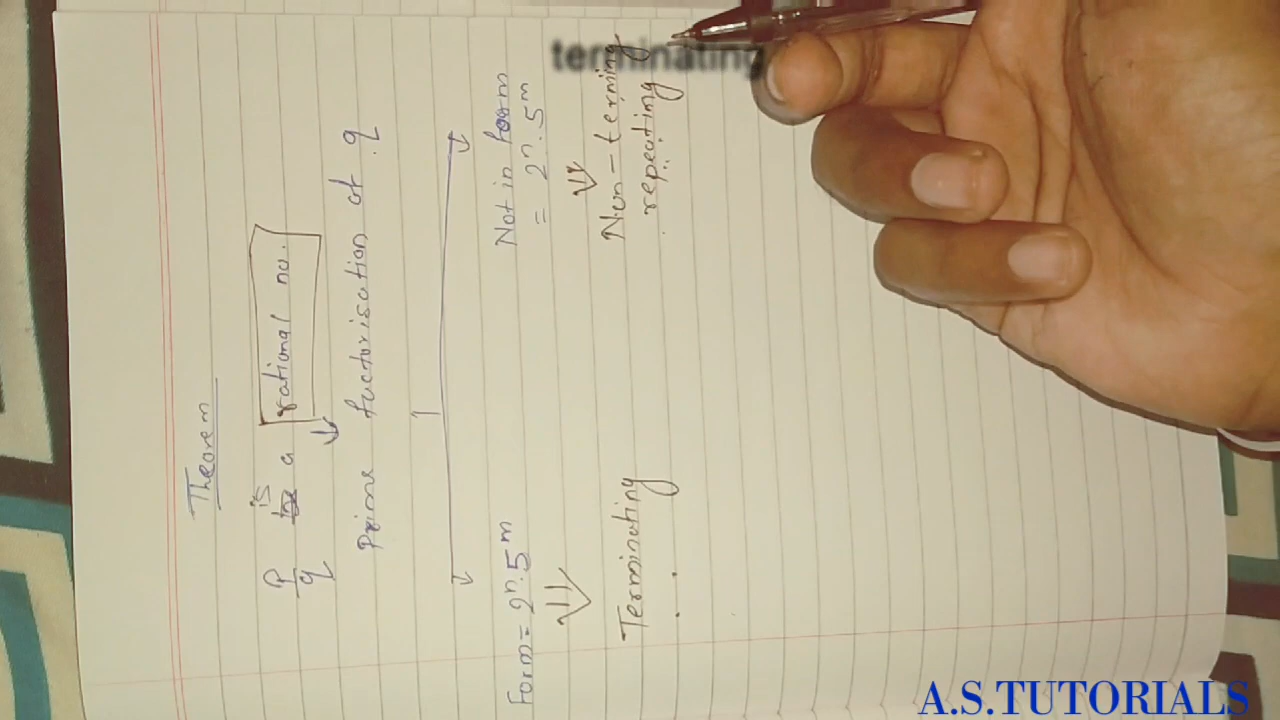 Theorem
p/q is a rational no.
Prime factorisation of q
Form = 2ⁿ.5ᵐ
Not in form
= 2ⁿ.5ᵐ
Terminating
Non-terming
repeating
terminating
A.S.TUTORIALS